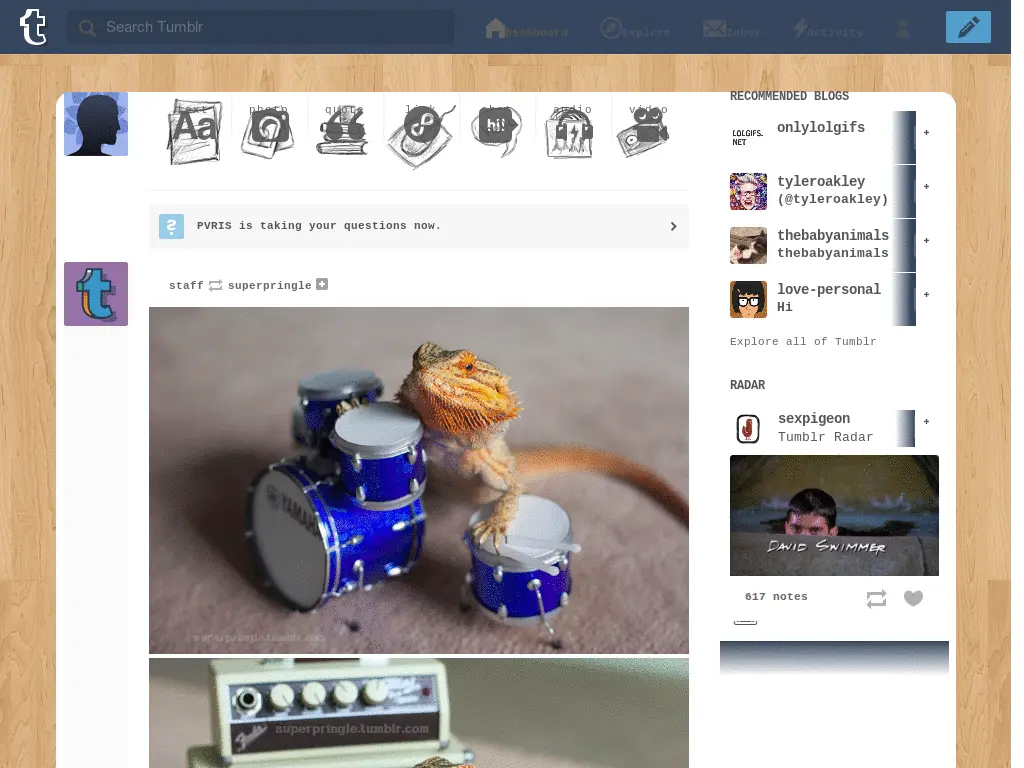 t
Search Tumblr
Dashboard
Explore
Inbox
Activity
text
photo
quote
link
chat
audio
video
Aa
hi!
PVRIS is taking your questions now.
staff superpringle
YAMAHA
superpringle.tumblr.com
Fender
superpringle.tumblr.com
RECOMMENDED BLOGS
LOLGIFS.
NET
onlylolgifs
+
tyleroakley
(@tyleroakley)
+
thebabyanimals
thebabyanimals
+
love-personal
Hi
+
Explore all of Tumblr
RADAR
sexpigeon
Tumblr Radar
+
DAVID SWIMMER
617 notes